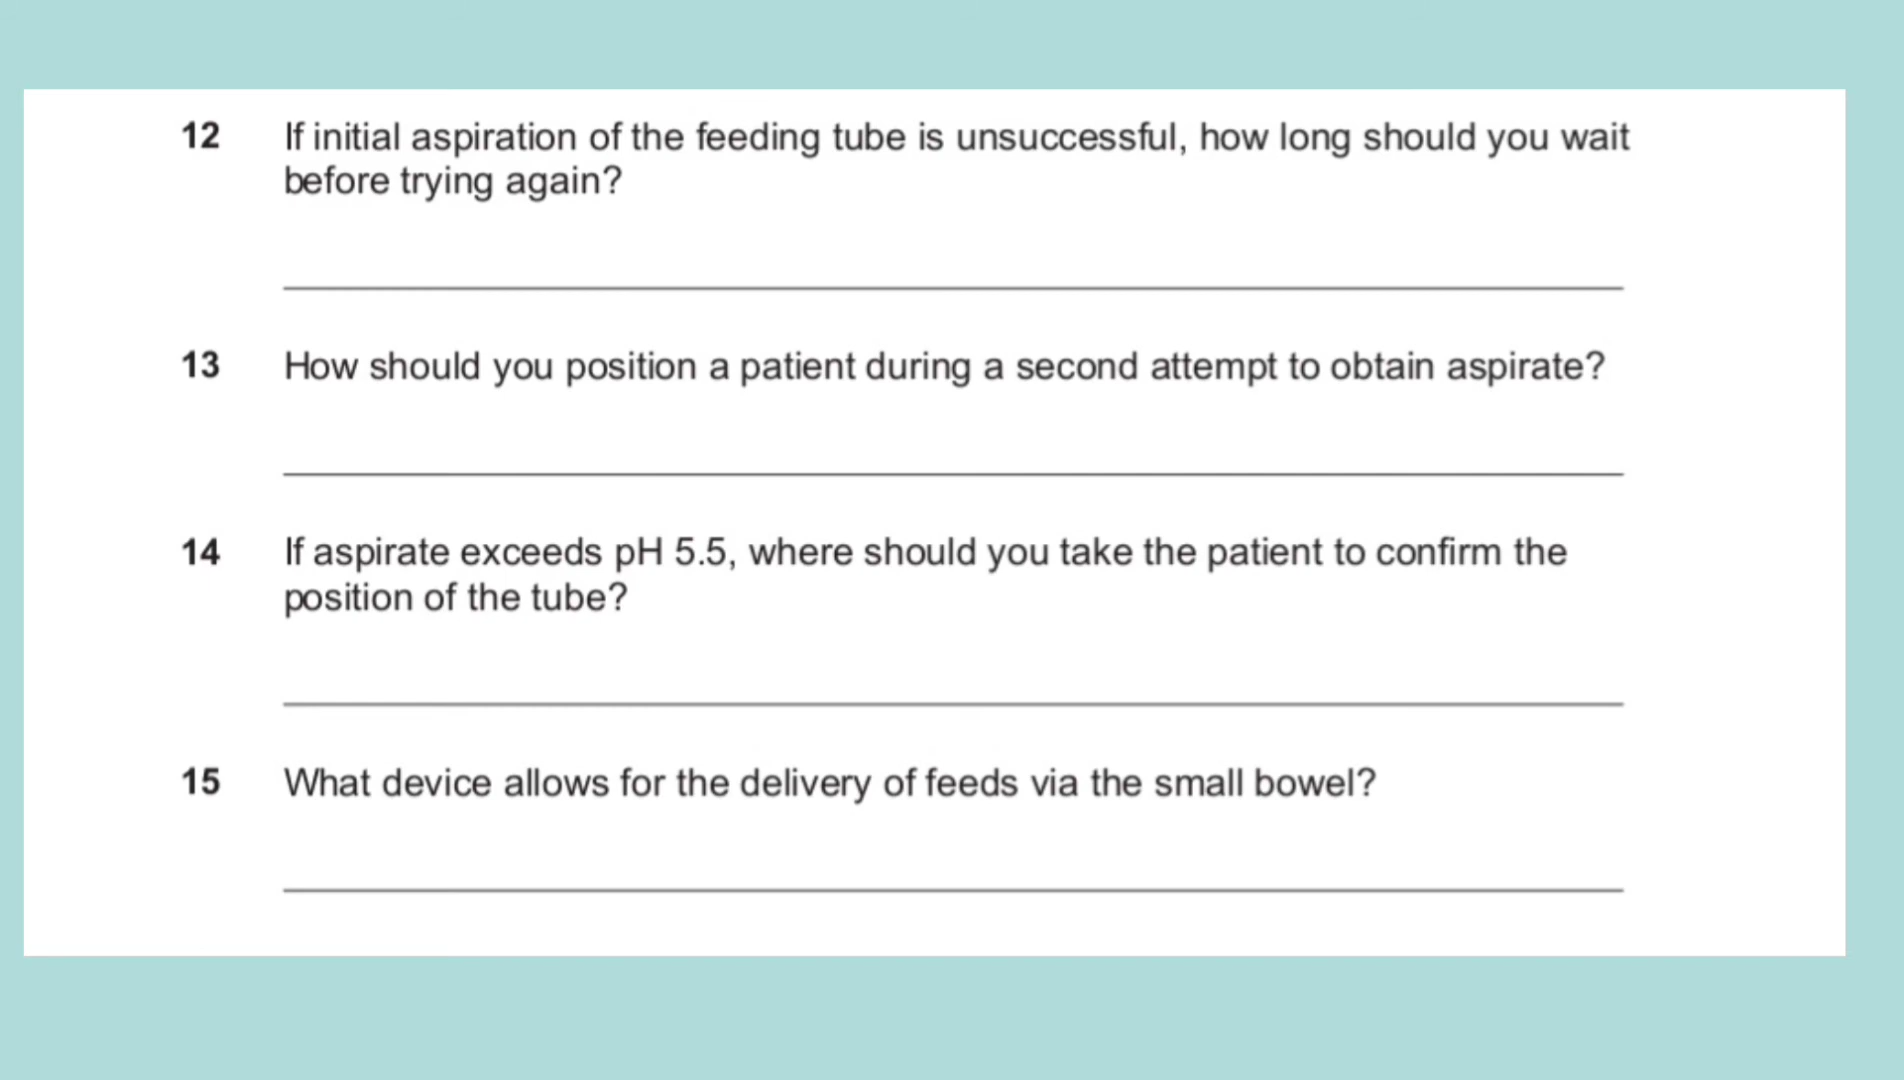 12 If initial aspiration of the feeding tube is unsuccessful, how long should you wait
before trying again?
13 How should you position a patient during a second attempt to obtain aspirate?
14 If aspirate exceeds pH 5.5, where should you take the patient to confirm the
position of the tube?
15 What device allows for the delivery of feeds via the small bowel?